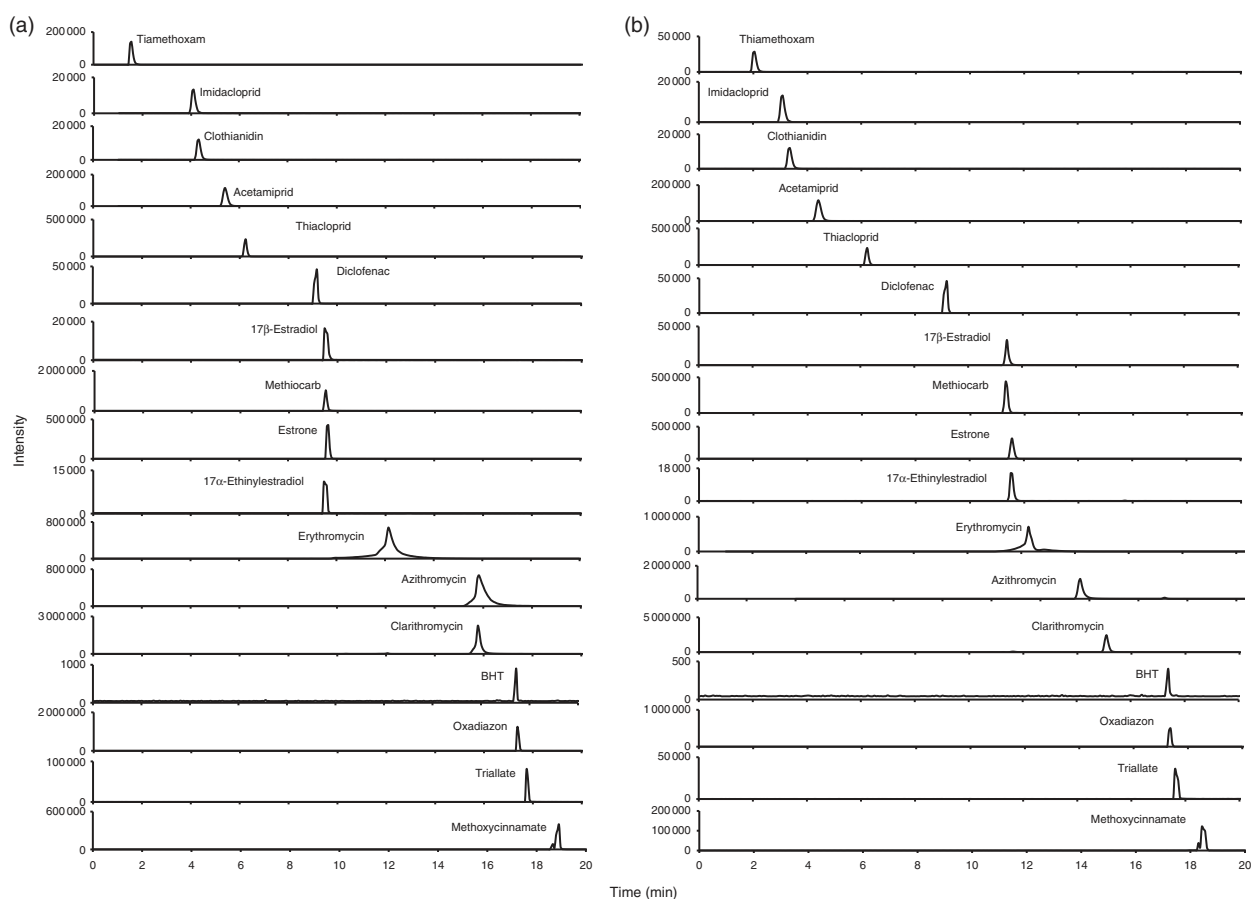 (a)
200 000
Tiamethoxam
0
20 000
Imidacloprid
0
20 000
Clothianidin
0
200 000
Acetamiprid
0
500 000
Thiacloprid
0
50 000
Diclofenac
0
20 000
17β-Estradiol
0
2 000 000
Methiocarb
0
500 000
Estrone
0
15 000
17α-Ethinylestradiol
0
800 000
Erythromycin
0
800 000
Azithromycin
0
3 000 000
Clarithromycin
0
1000
BHT
0
2 000 000
Oxadiazon
0
100 000
Triallate
0
600 000
Methoxycinnamate
0
0 2 4 6 8 10 12 14 16 18 20
Intensity
(b)
50 000
Thiamethoxam
0
20 000
Imidacloprid
0
20 000
Clothianidin
0
200 000
Acetamiprid
0
500 000
Thiacloprid
0
50 000
Diclofenac
0
50 000
17β-Estradiol
0
500 000
Methiocarb
0
500 000
Estrone
0
18 000
17α-Ethinylestradiol
0
1 000 000
Erythromycin
0
2 000 000
Azithromycin
0
5 000 000
Clarithromycin
0
500
BHT
0
1 000 000
Oxadiazon
0
50 000
Triallate
0
200 000
Methoxycinnamate
100 000
0
0 2 4 6 8 10 12 14 16 18 20
Time (min)